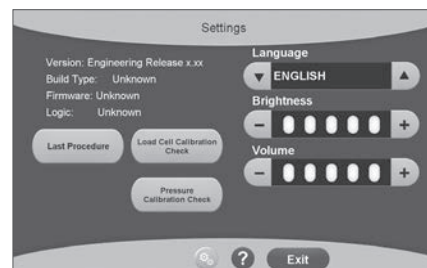 Settings
Version: Engineering Release x.xx
Build Type: Unknown
Firmware: Unknown
Logic: Unknown
Last Procedure
Load Cell Calibration
Check
Pressure
Calibration Check
Language
▼ ENGLISH ▲
Brightness
- +
Volume
- +
? Exit